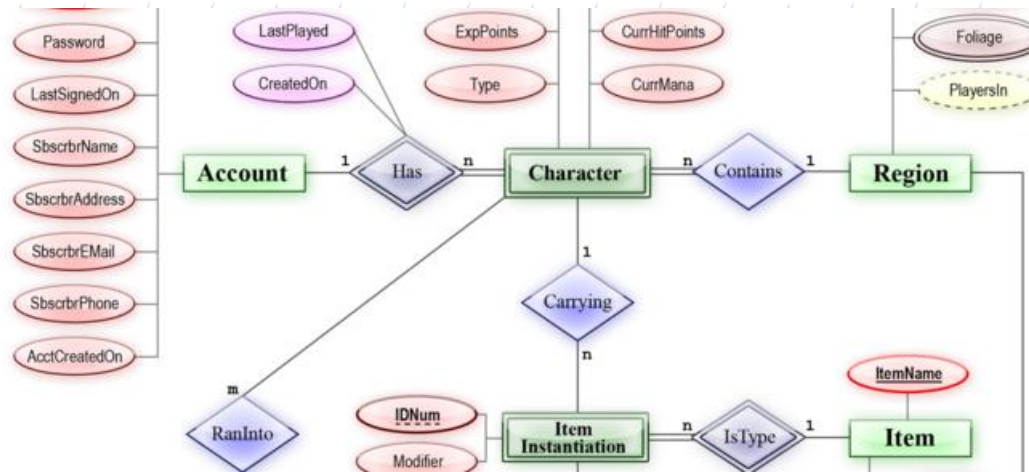 Password
LastSignedOn
SbscrbrName
SbscrbrAddress
SbscrbrEMail
SbscrbrPhone
AcctCreatedOn
Account
LastPlayed
CreatedOn
1
Has
n
ExpPoints
Type
CurrHitPoints
CurrMana
Character
n
Contains
1
Foliage
PlayersIn
Region
1
Carrying
n
m
RanInto
IDNum
Modifier
Item
Instantiation
n
IsType
1
ItemName
Item